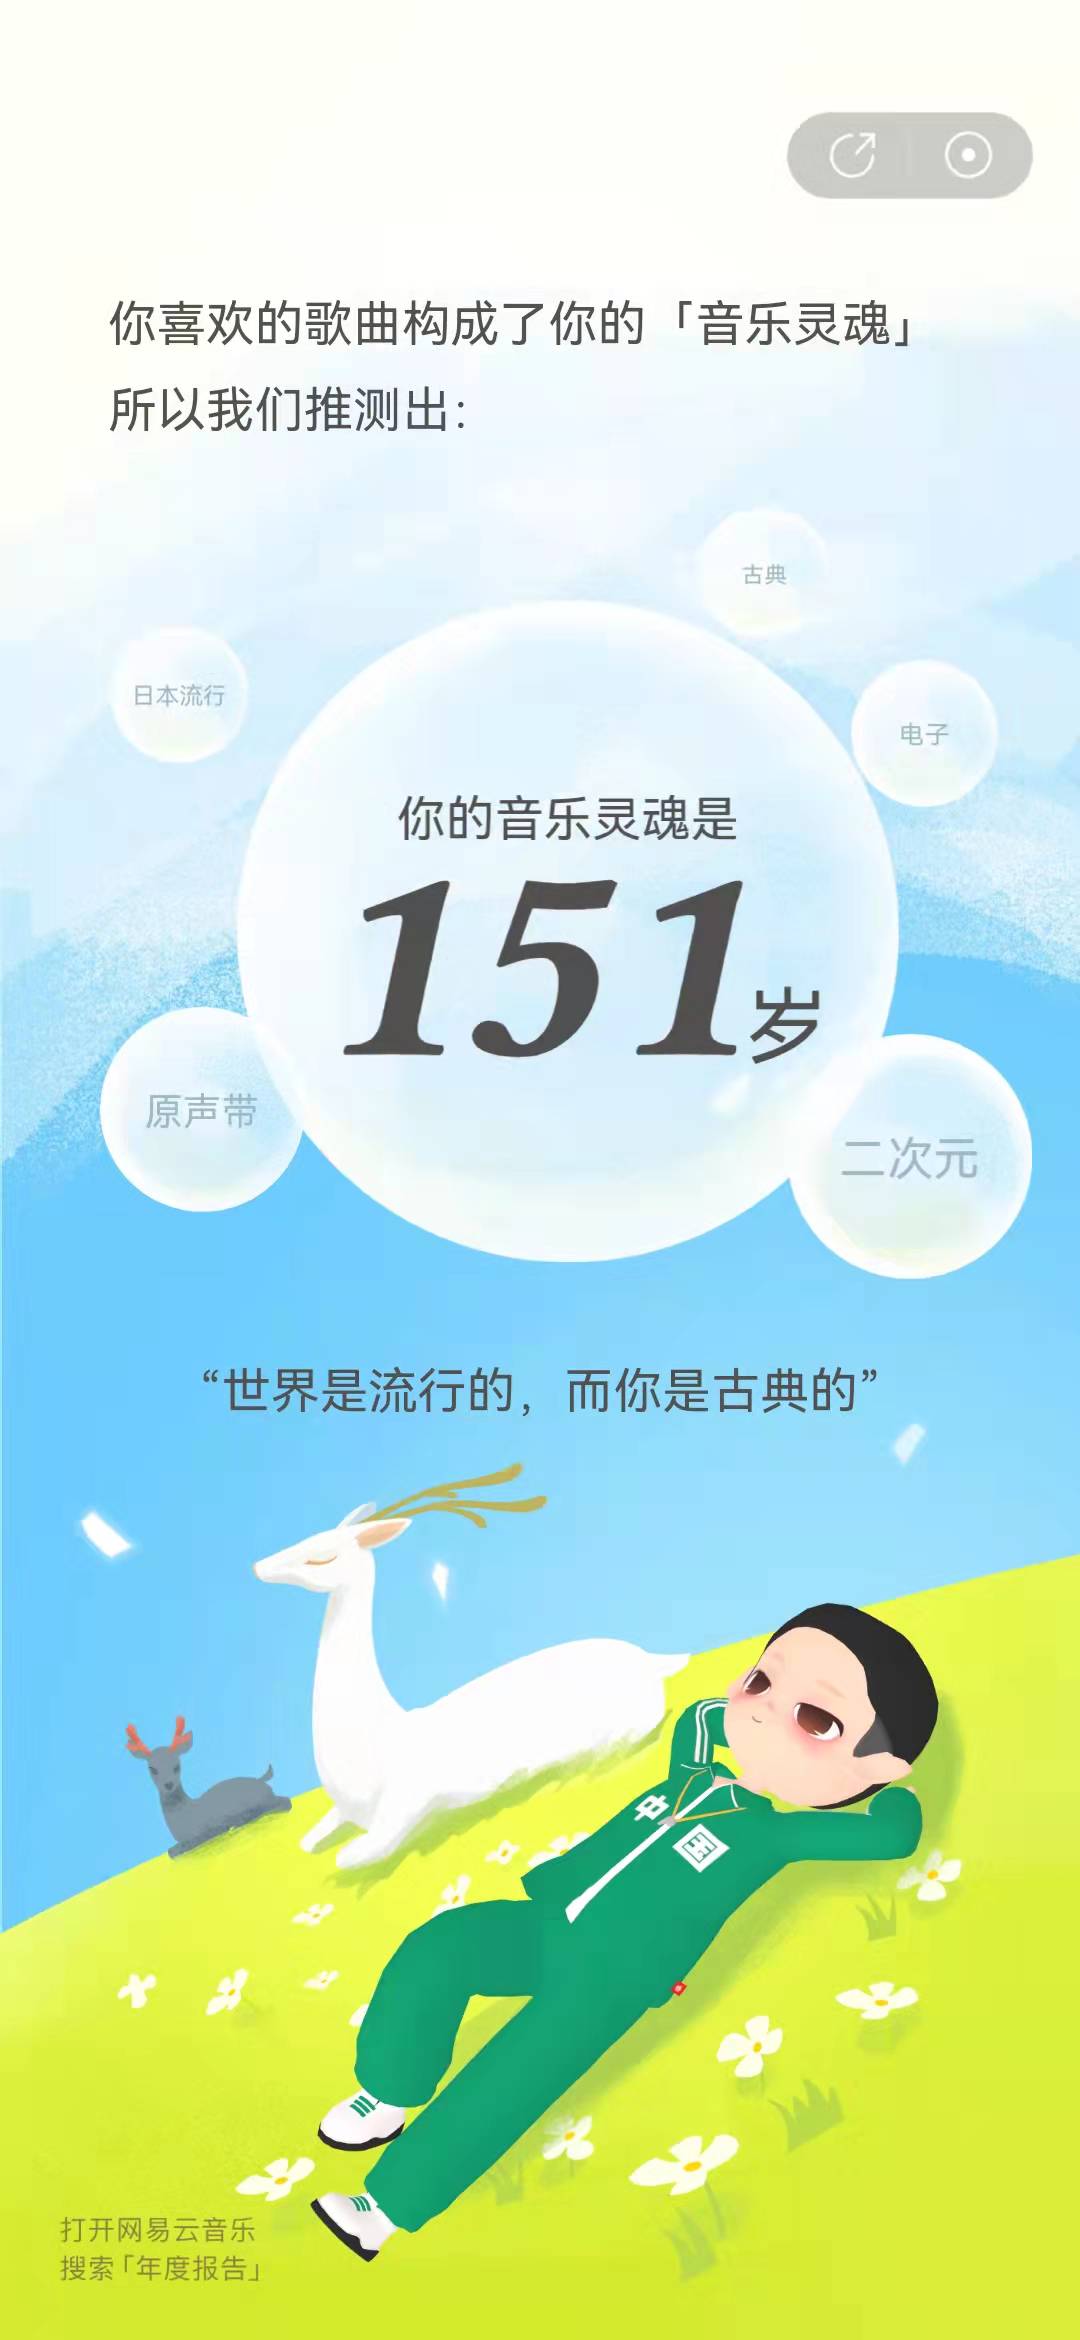 你喜欢的歌曲构成了你的「音乐灵魂」
所以我们推测出：
古典
日本流行
电子
你的音乐灵魂是
151岁
原声带
二次元
“世界是流行的，而你是古典的”
中
国
打开网易云音乐
搜索「年度报告」